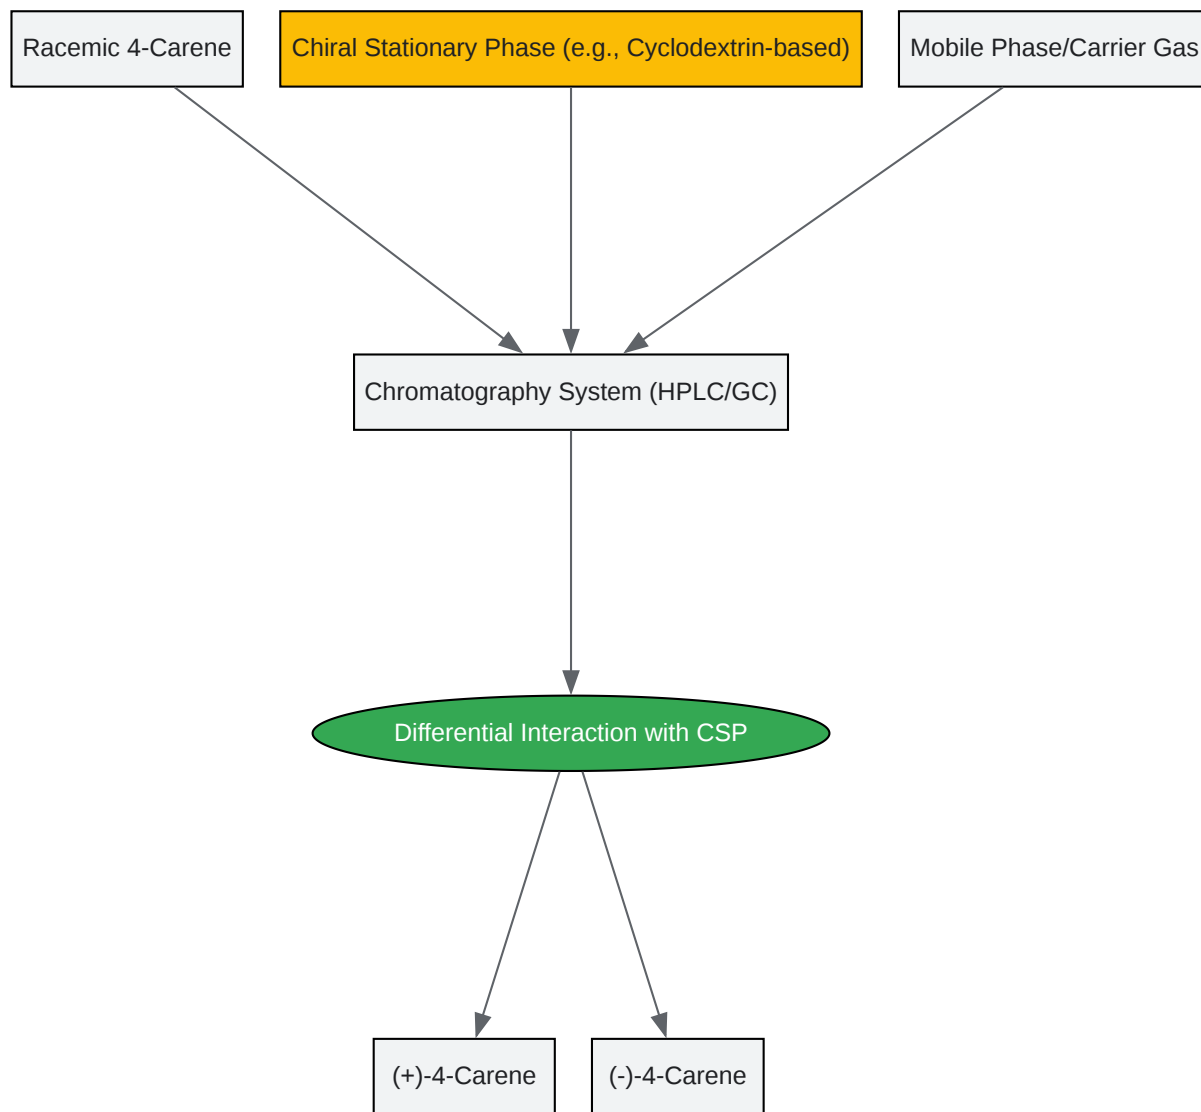 Racemic 4-Carene
Chiral Stationary Phase (e.g., Cyclodextrin-based)
Mobile Phase/Carrier Gas
Chromatography System (HPLC/GC)
Differential Interaction with CSP
(+)-4-Carene
(-)-4-Carene